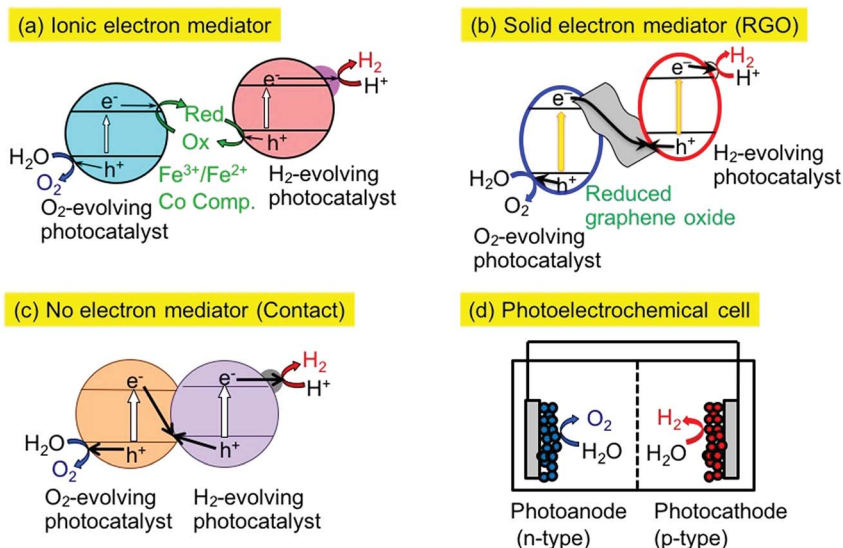 (a) Ionic electron mediator
H2
e-
H+
e-
Red
Ox
h+
H2O
h+
O2
Fe3+/Fe2+
Co Comp.
H2-evolving
photocatalyst
O2-evolving
photocatalyst
(b) Solid electron mediator (RGO)
H2
e–
H+
e–
h+
H2-evolving
photocatalyst
H2O
h+
O2
Reduced
graphene oxide
O2-evolving
photocatalyst
(c) No electron mediator (Contact)
H2
e-
e-
H+
H2O
h+
h+
O2
O2-evolving
photocatalyst
H2-evolving
photocatalyst
(d) Photoelectrochemical cell
O2
H2O
H2
H2O
Photoanode
(n-type)
Photocathode
(p-type)